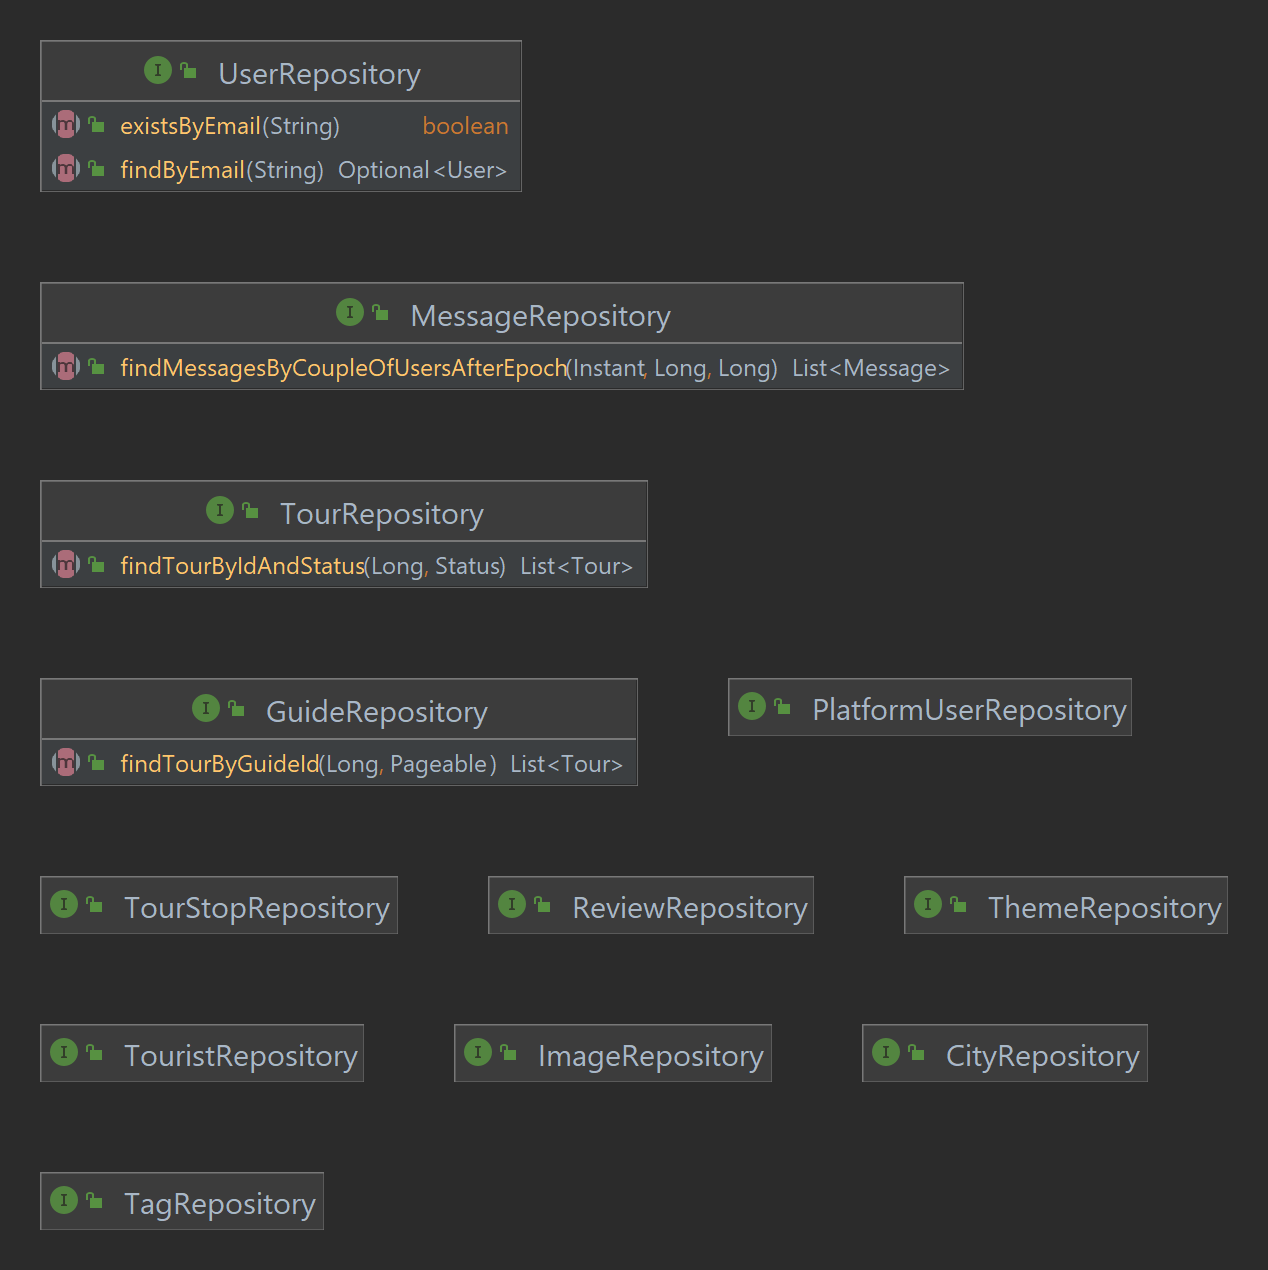 UserRepository
existsByEmail(String) boolean
findByEmail(String) Optional<User>
MessageRepository
findMessagesByCoupleOfUsersAfterEpoch(Instant, Long, Long) List<Message>
TourRepository
findTourByIdAndStatus(Long, Status) List<Tour>
GuideRepository
findTourByGuideId(Long, Pageable) List<Tour>
PlatformUserRepository
TourStopRepository
ReviewRepository
ThemeRepository
TouristRepository
ImageRepository
CityRepository
TagRepository